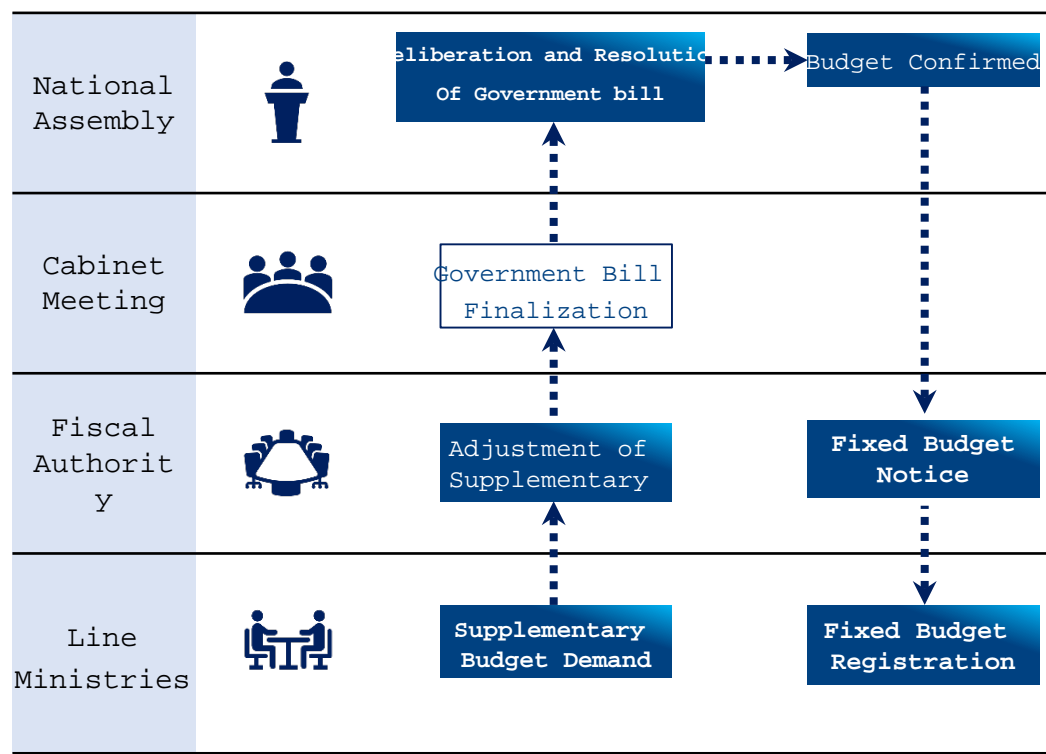 National
Assembly
eliberation and Resolutio
Of Government bill
Budget Confirmed
Cabinet
Meeting
Government Bill
Finalization
Fiscal
Authorit
y
Adjustment of
Supplementary
Fixed Budget
Notice
Line
Ministries
Supplementary
Budget Demand
Fixed Budget
Registration